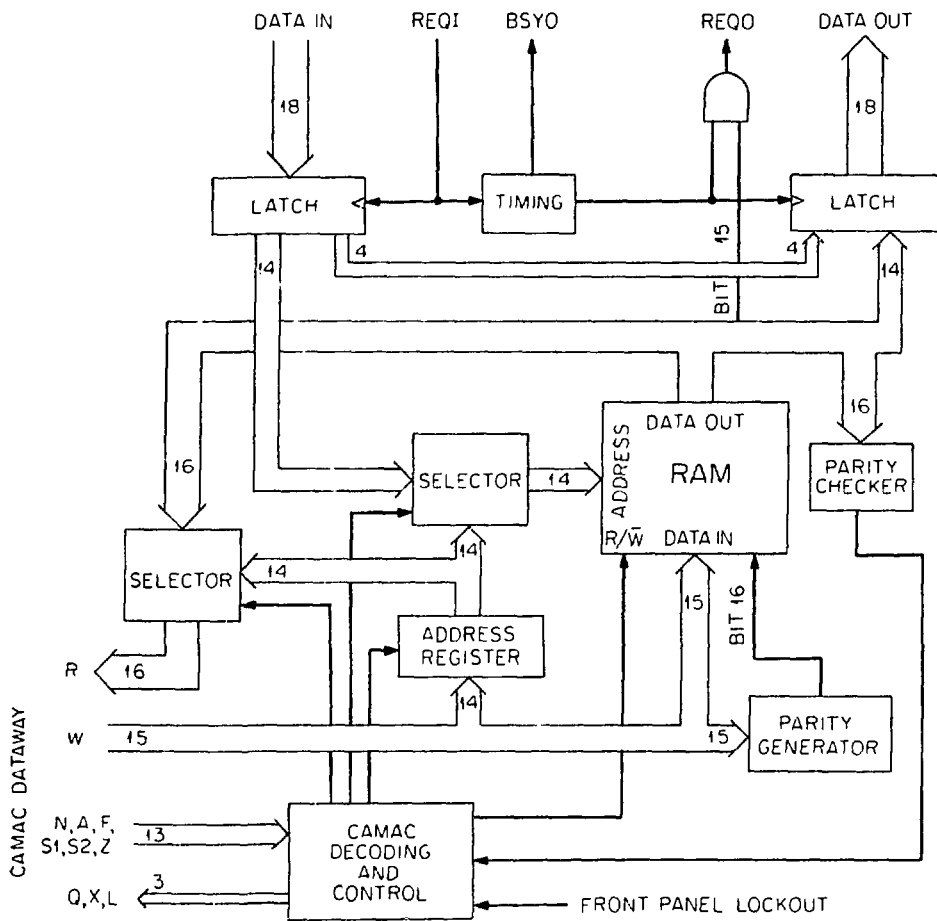 DATA IN
REQI
BSYO
REQO
DATA OUT
18
18
LATCH
TIMING
LATCH
14
4
BIT 15
4
14
16
16
DATA OUT
ADDRESS
RAM
R/W̅
DATA IN
SELECTOR
14
PARITY
CHECKER
SELECTOR
14
14
15
BIT 16
R
16
ADDRESS
REGISTER
14
CAMAC DATAWAY
W
15
15
PARITY
GENERATOR
N, A, F,
S1, S2, Z
13
CAMAC
DECODING
AND
CONTROL
Q, X, L
3
FRONT PANEL LOCKOUT